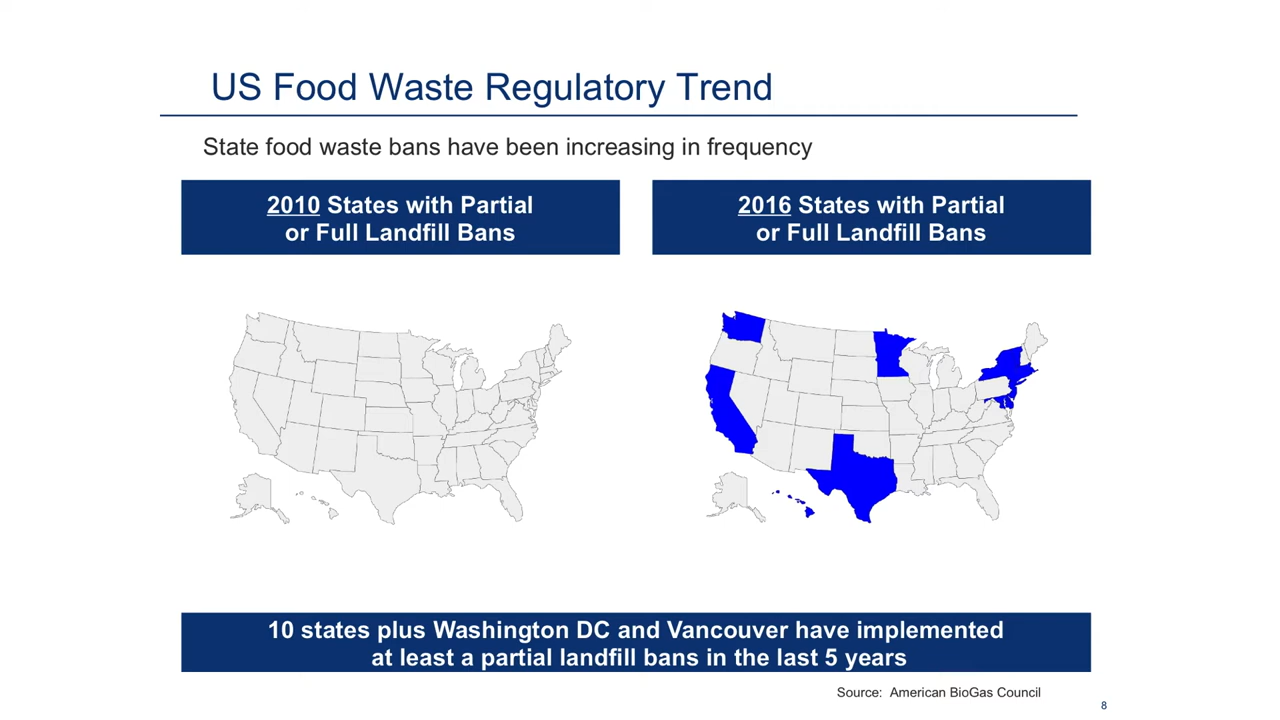 US Food Waste Regulatory Trend
State food waste bans have been increasing in frequency
2010 States with Partial
or Full Landfill Bans
2016 States with Partial
or Full Landfill Bans
10 states plus Washington DC and Vancouver have implemented
at least a partial landfill bans in the last 5 years
Source: American BioGas Council
8